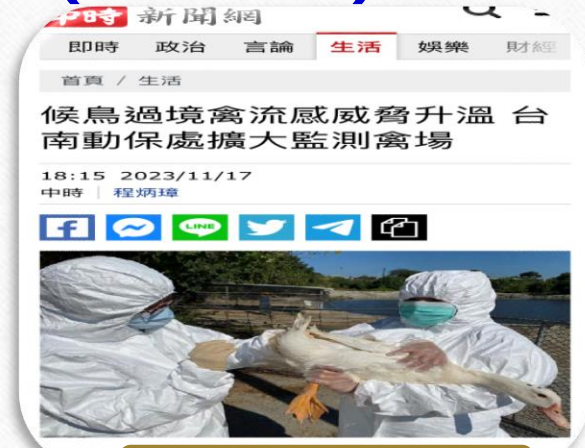 中時 新聞網
即時 政治 言論 生活 娛樂 財經
首頁 / 生活
候鳥過境禽流感威脅升溫 台
南動保處擴大監測禽場
18:15 2023/11/17
中時 | 程炳璋
LINE